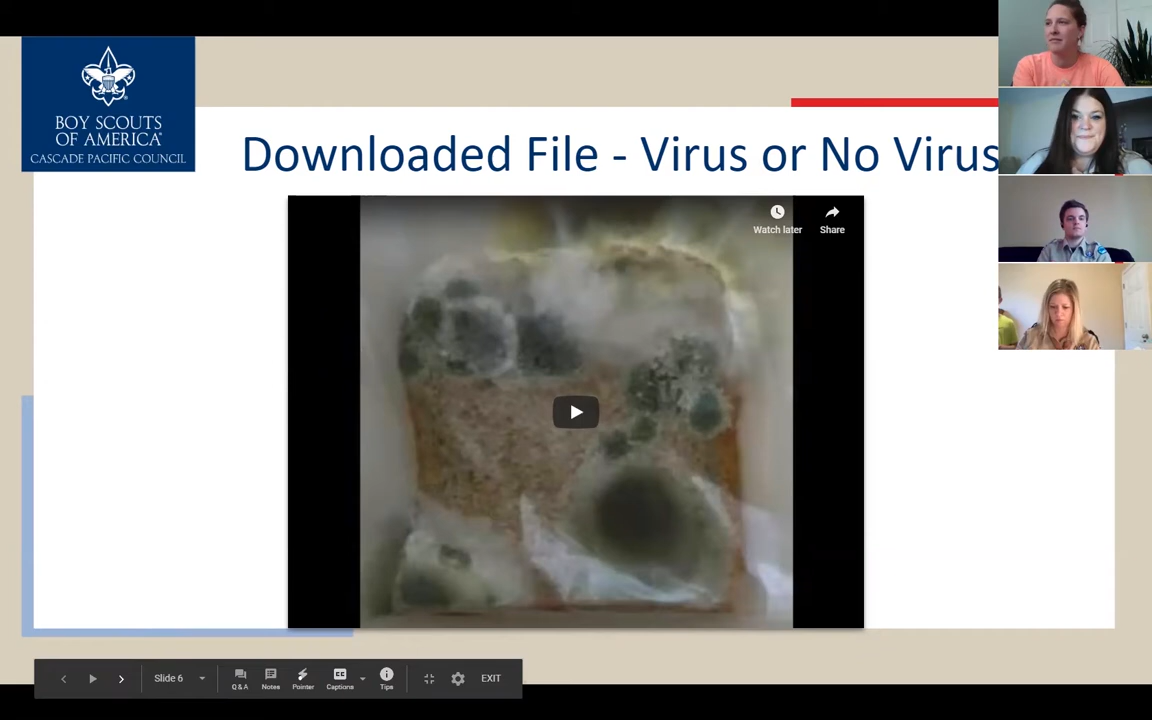 BOY SCOUTS
OF AMERICA®
CASCADE PACIFIC COUNCIL
Downloaded File - Virus or No Virus
Watch later
Share
Slide 6
Q & A
Notes
Pointer
CC
Captions
Tips
EXIT